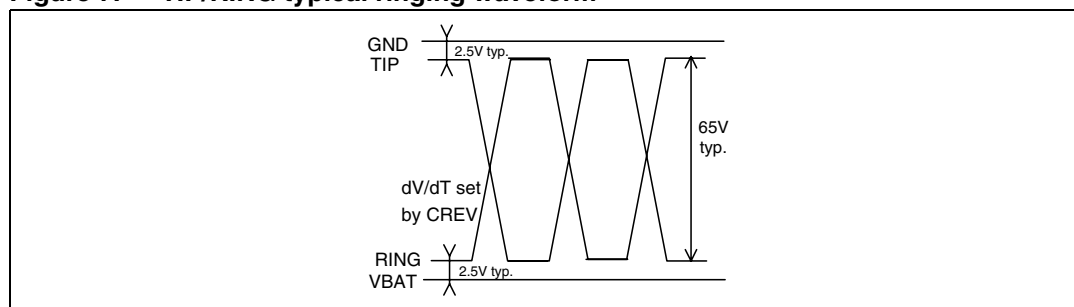 GND
2.5V typ.
TIP
65V
typ.
dV/dT set
by CREV
RING
2.5V typ.
VBAT